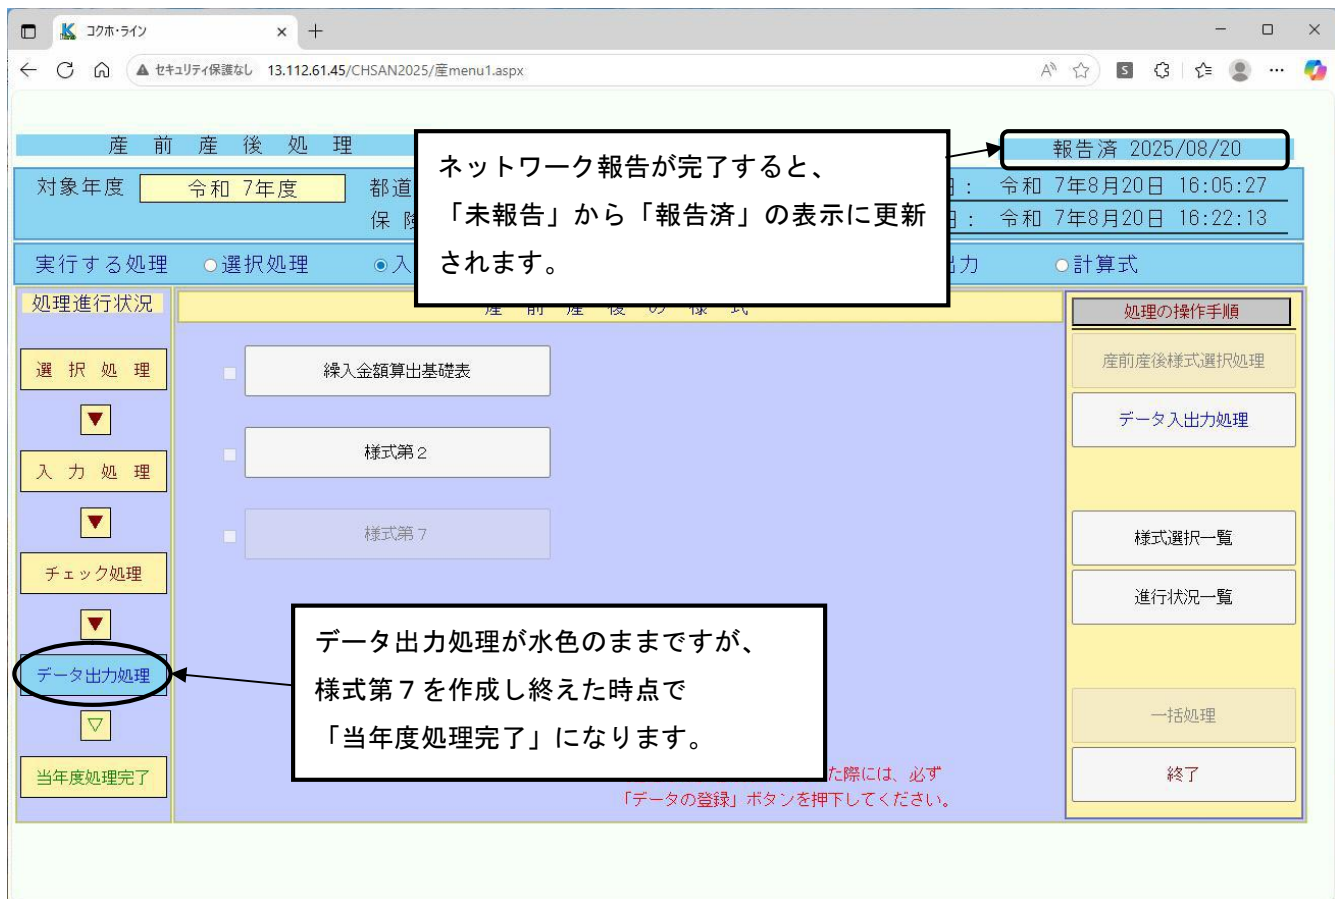 コクホ・ライン
セキュリティ保護なし 13.112.61.45/CHSAN2025/産menu1.aspx
産 前 産 後 処 理
報告済 2025/08/20
ネットワーク報告が完了すると、
「未報告」から「報告済」の表示に更新
されます。
対象年度 令和 7年度 都道
令和 7年8月20日 16:05:27
保 険
令和 7年8月20日 16:22:13
実行する処理 選択処理 入 力 計算式
処理進行状況
産 前 産 後 の 様 式
処理の操作手順
選 択 処 理
繰入金額算出基礎表
産前産後様式選択処理
▼
データ入出力処理
入 力 処 理
様式第2
▼
様式第7
様式選択一覧
チェック処理
進行状況一覧
▼
データ出力処理が水色のままですが、
様式第7を作成し終えた時点で
「当年度処理完了」になります。
データ出力処理
▽
一括処理
当年度処理完了
た際には、必ず
「データの登録」ボタンを押下してください。
終了